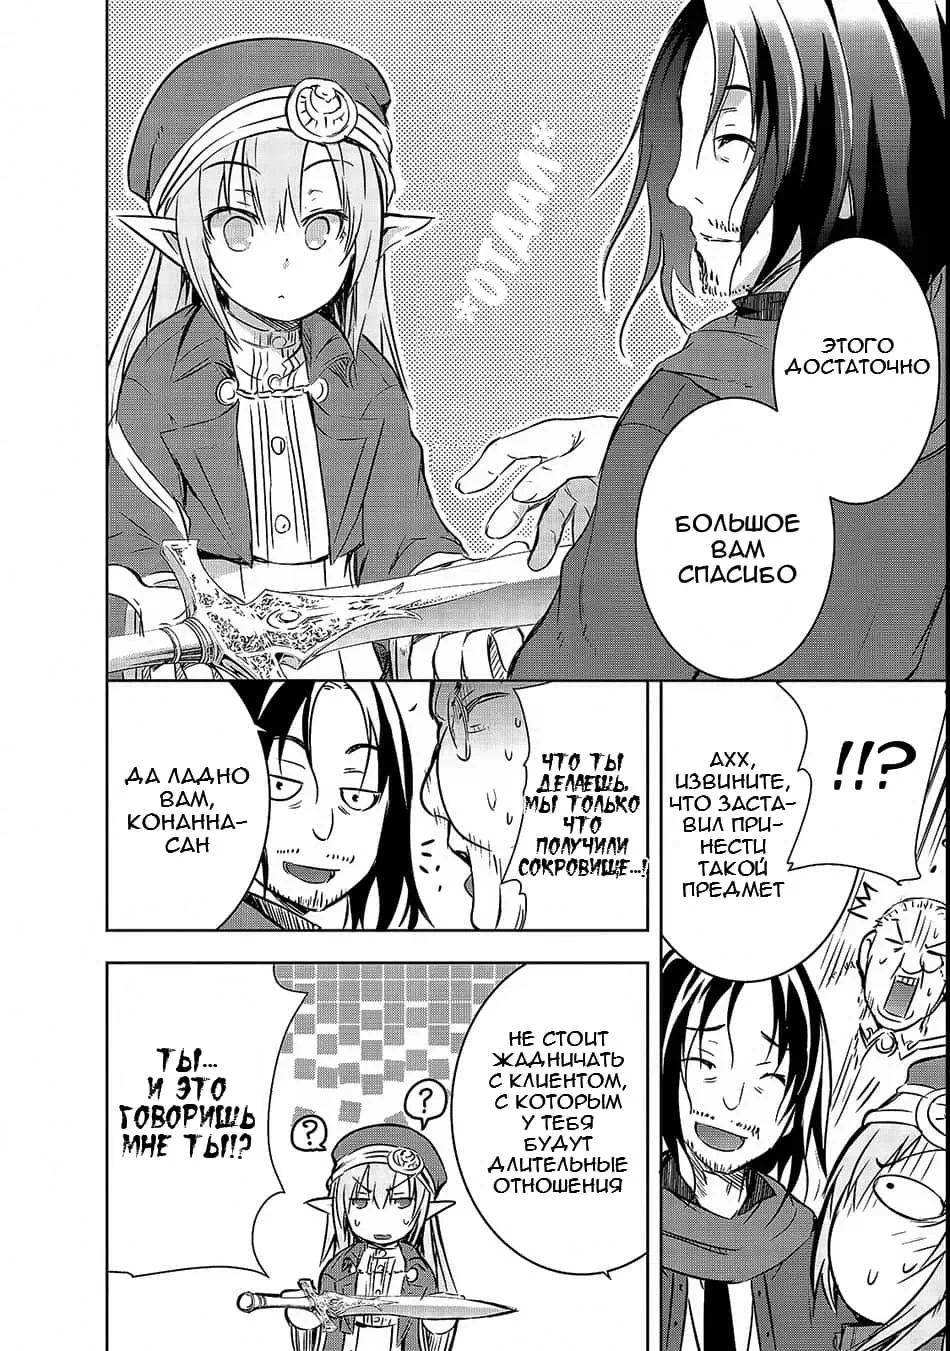 ЭТОГО
ДОСТАТОЧНО
БОЛЬШОЕ
ВАМ
СПАСИБО
*ОТДАЛ*
!!?
АХХ,
ИЗВИНИТЕ,
ЧТО ЗАСТА-
ВИЛ ПРИ-
НЕСТИ
ТАКОЙ
ПРЕДМЕТ
ЧТО ТЫ
ДЕЛАЕШЬ,
МЫ ТОЛЬКО
ЧТО
ПОЛУЧИЛИ
СОКРОВИЩЕ...!
ДА ЛАДНО
ВАМ,
КОНАННА-
САН
НЕ СТОИТ
ЖАДНИЧАТЬ
С КЛИЕНТОМ,
С КОТОРЫМ
У ТЕБЯ
БУДУТ
ДЛИТЕЛЬНЫЕ
ОТНОШЕНИЯ
?
?
ТЫ...
И ЭТО
ГОВОРИШЬ
МНЕ ТЫ!?